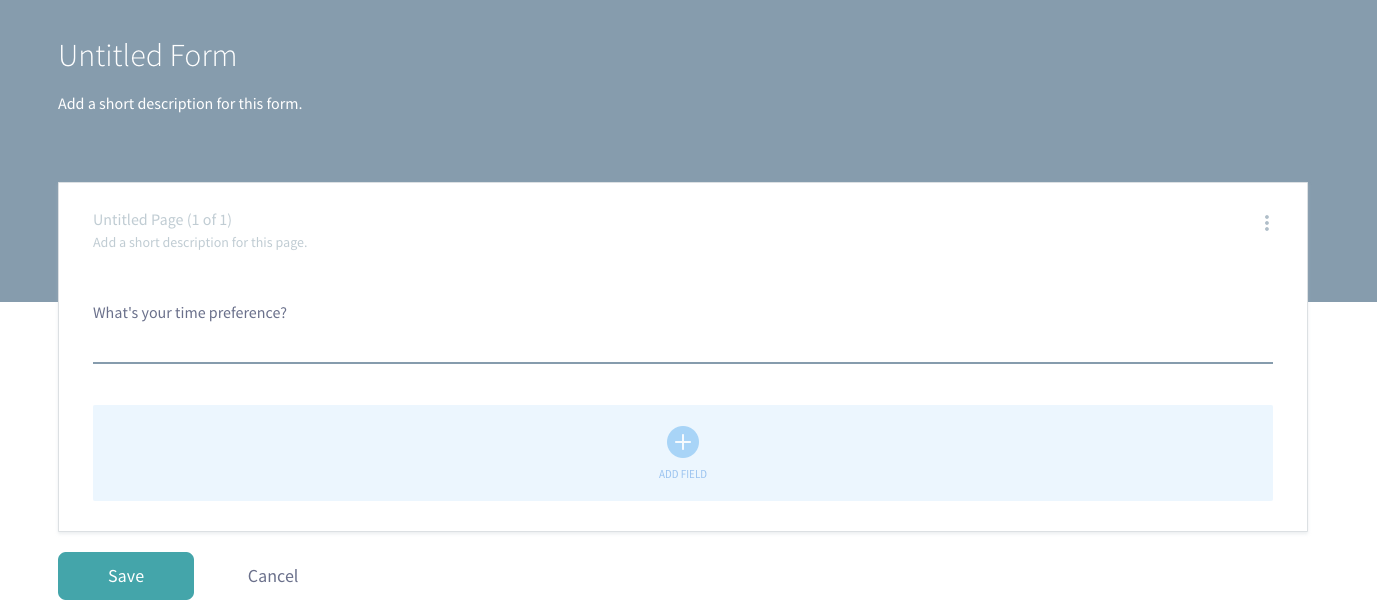 Untitled Form
Add a short description for this form.
Untitled Page (1 of 1)
Add a short description for this page.
What's your time preference?
ADD FIELD
Save
Cancel